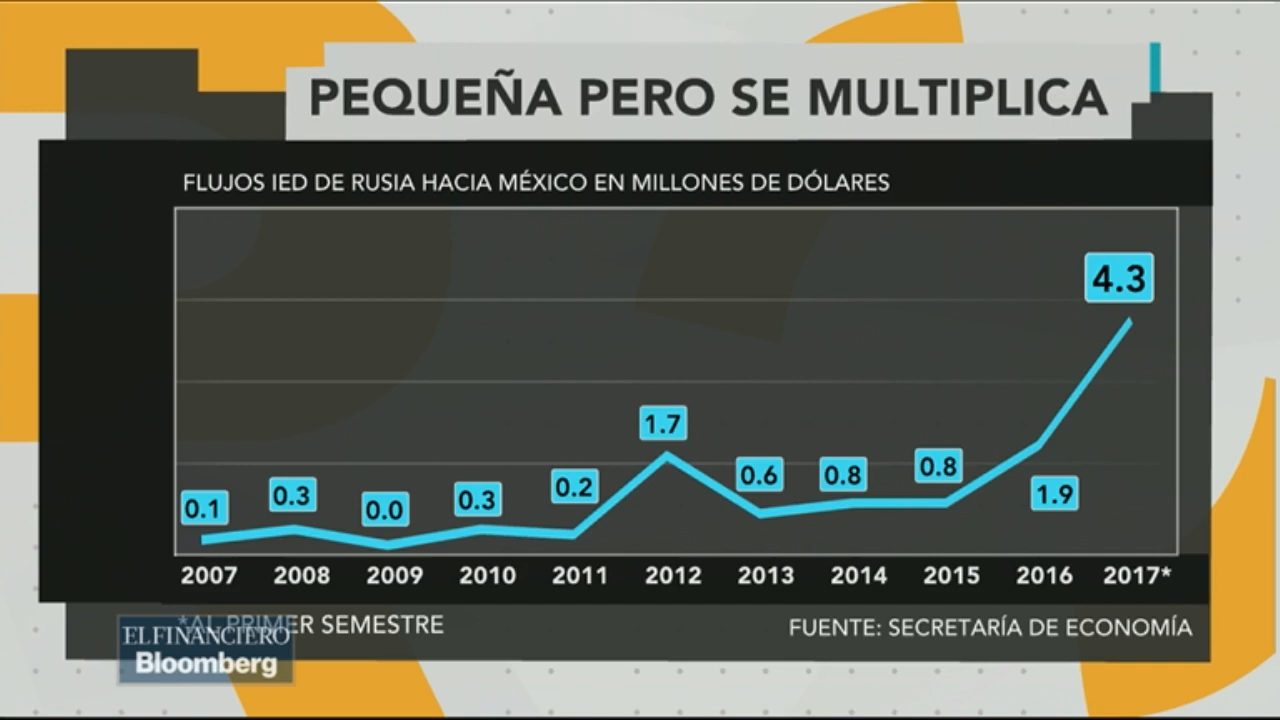 PEQUEÑA PERO SE MULTIPLICA
FLUJOS IED DE RUSIA HACIA MÉXICO EN MILLONES DE DÓLARES
4.3
1.7
0.1 0.3 0.0 0.3 0.2 0.6 0.8 0.8 1.9
2007 2008 2009 2010 2011 2012 2013 2014 2015 2016 2017*
*AL PRIMER SEMESTRE
FUENTE: SECRETARÍA DE ECONOMÍA
EL FINANCIERO
Bloomberg